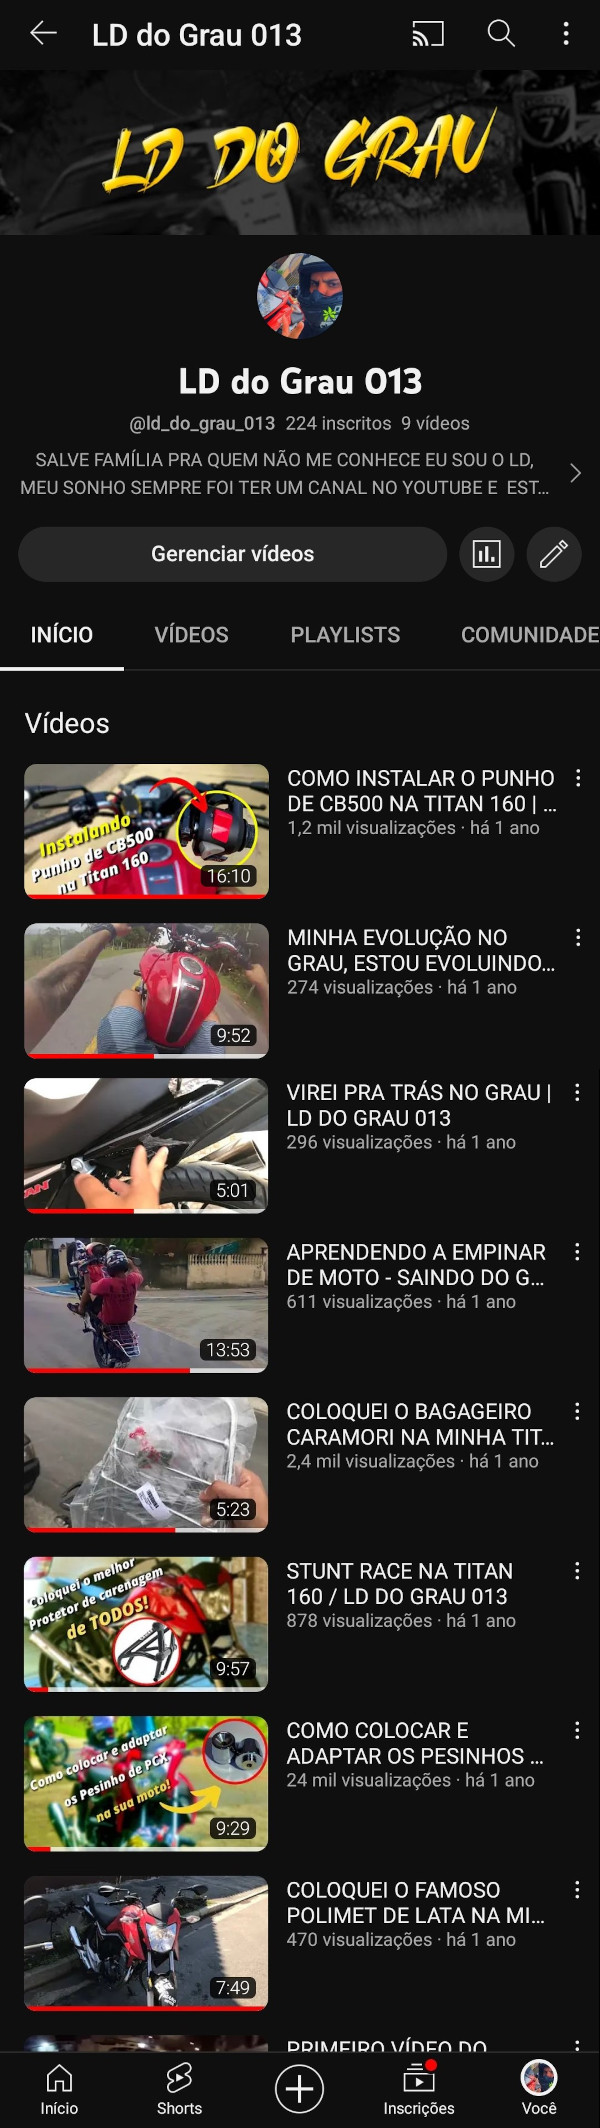 LD do Grau 013
LD DO GRAU
LD do Grau 013
@ld_do_grau_013 224 inscritos 9 vídeos
SALVE FAMÍLIA PRA QUEM NÃO ME CONHECE EU SOU O LD,
MEU SONHO SEMPRE FOI TER UM CANAL NO YOUTUBE E EST...
Gerenciar vídeos
INÍCIO VÍDEOS PLAYLISTS COMUNIDADE
Vídeos
Instalando
Punho de CB500
na Titan 160
16:10
COMO INSTALAR O PUNHO
DE CB500 NA TITAN 160 | ...
1,2 mil visualizações · há 1 ano
9:52
MINHA EVOLUÇÃO NO
GRAU, ESTOU EVOLUINDO...
274 visualizações · há 1 ano
5:01
VIREI PRA TRÁS NO GRAU |
LD DO GRAU 013
296 visualizações · há 1 ano
13:53
APRENDENDO A EMPINAR
DE MOTO - SAINDO DO G...
611 visualizações · há 1 ano
5:23
COLOQUEI O BAGAGEIRO
CARAMORI NA MINHA TIT...
2,4 mil visualizações · há 1 ano
Coloquei o melhor
Protetor de carenagem
de TODOS!
9:57
STUNT RACE NA TITAN
160 / LD DO GRAU 013
878 visualizações · há 1 ano
Como colocar e adaptar
os Pesinho de PCX
na sua moto!
9:29
COMO COLOCAR E
ADAPTAR OS PESINHOS ...
24 mil visualizações · há 1 ano
7:49
COLOQUEI O FAMOSO
POLIMET DE LATA NA MI...
470 visualizações · há 1 ano
PRIMEIRO VÍDEO DO
Início Shorts Inscrições Você